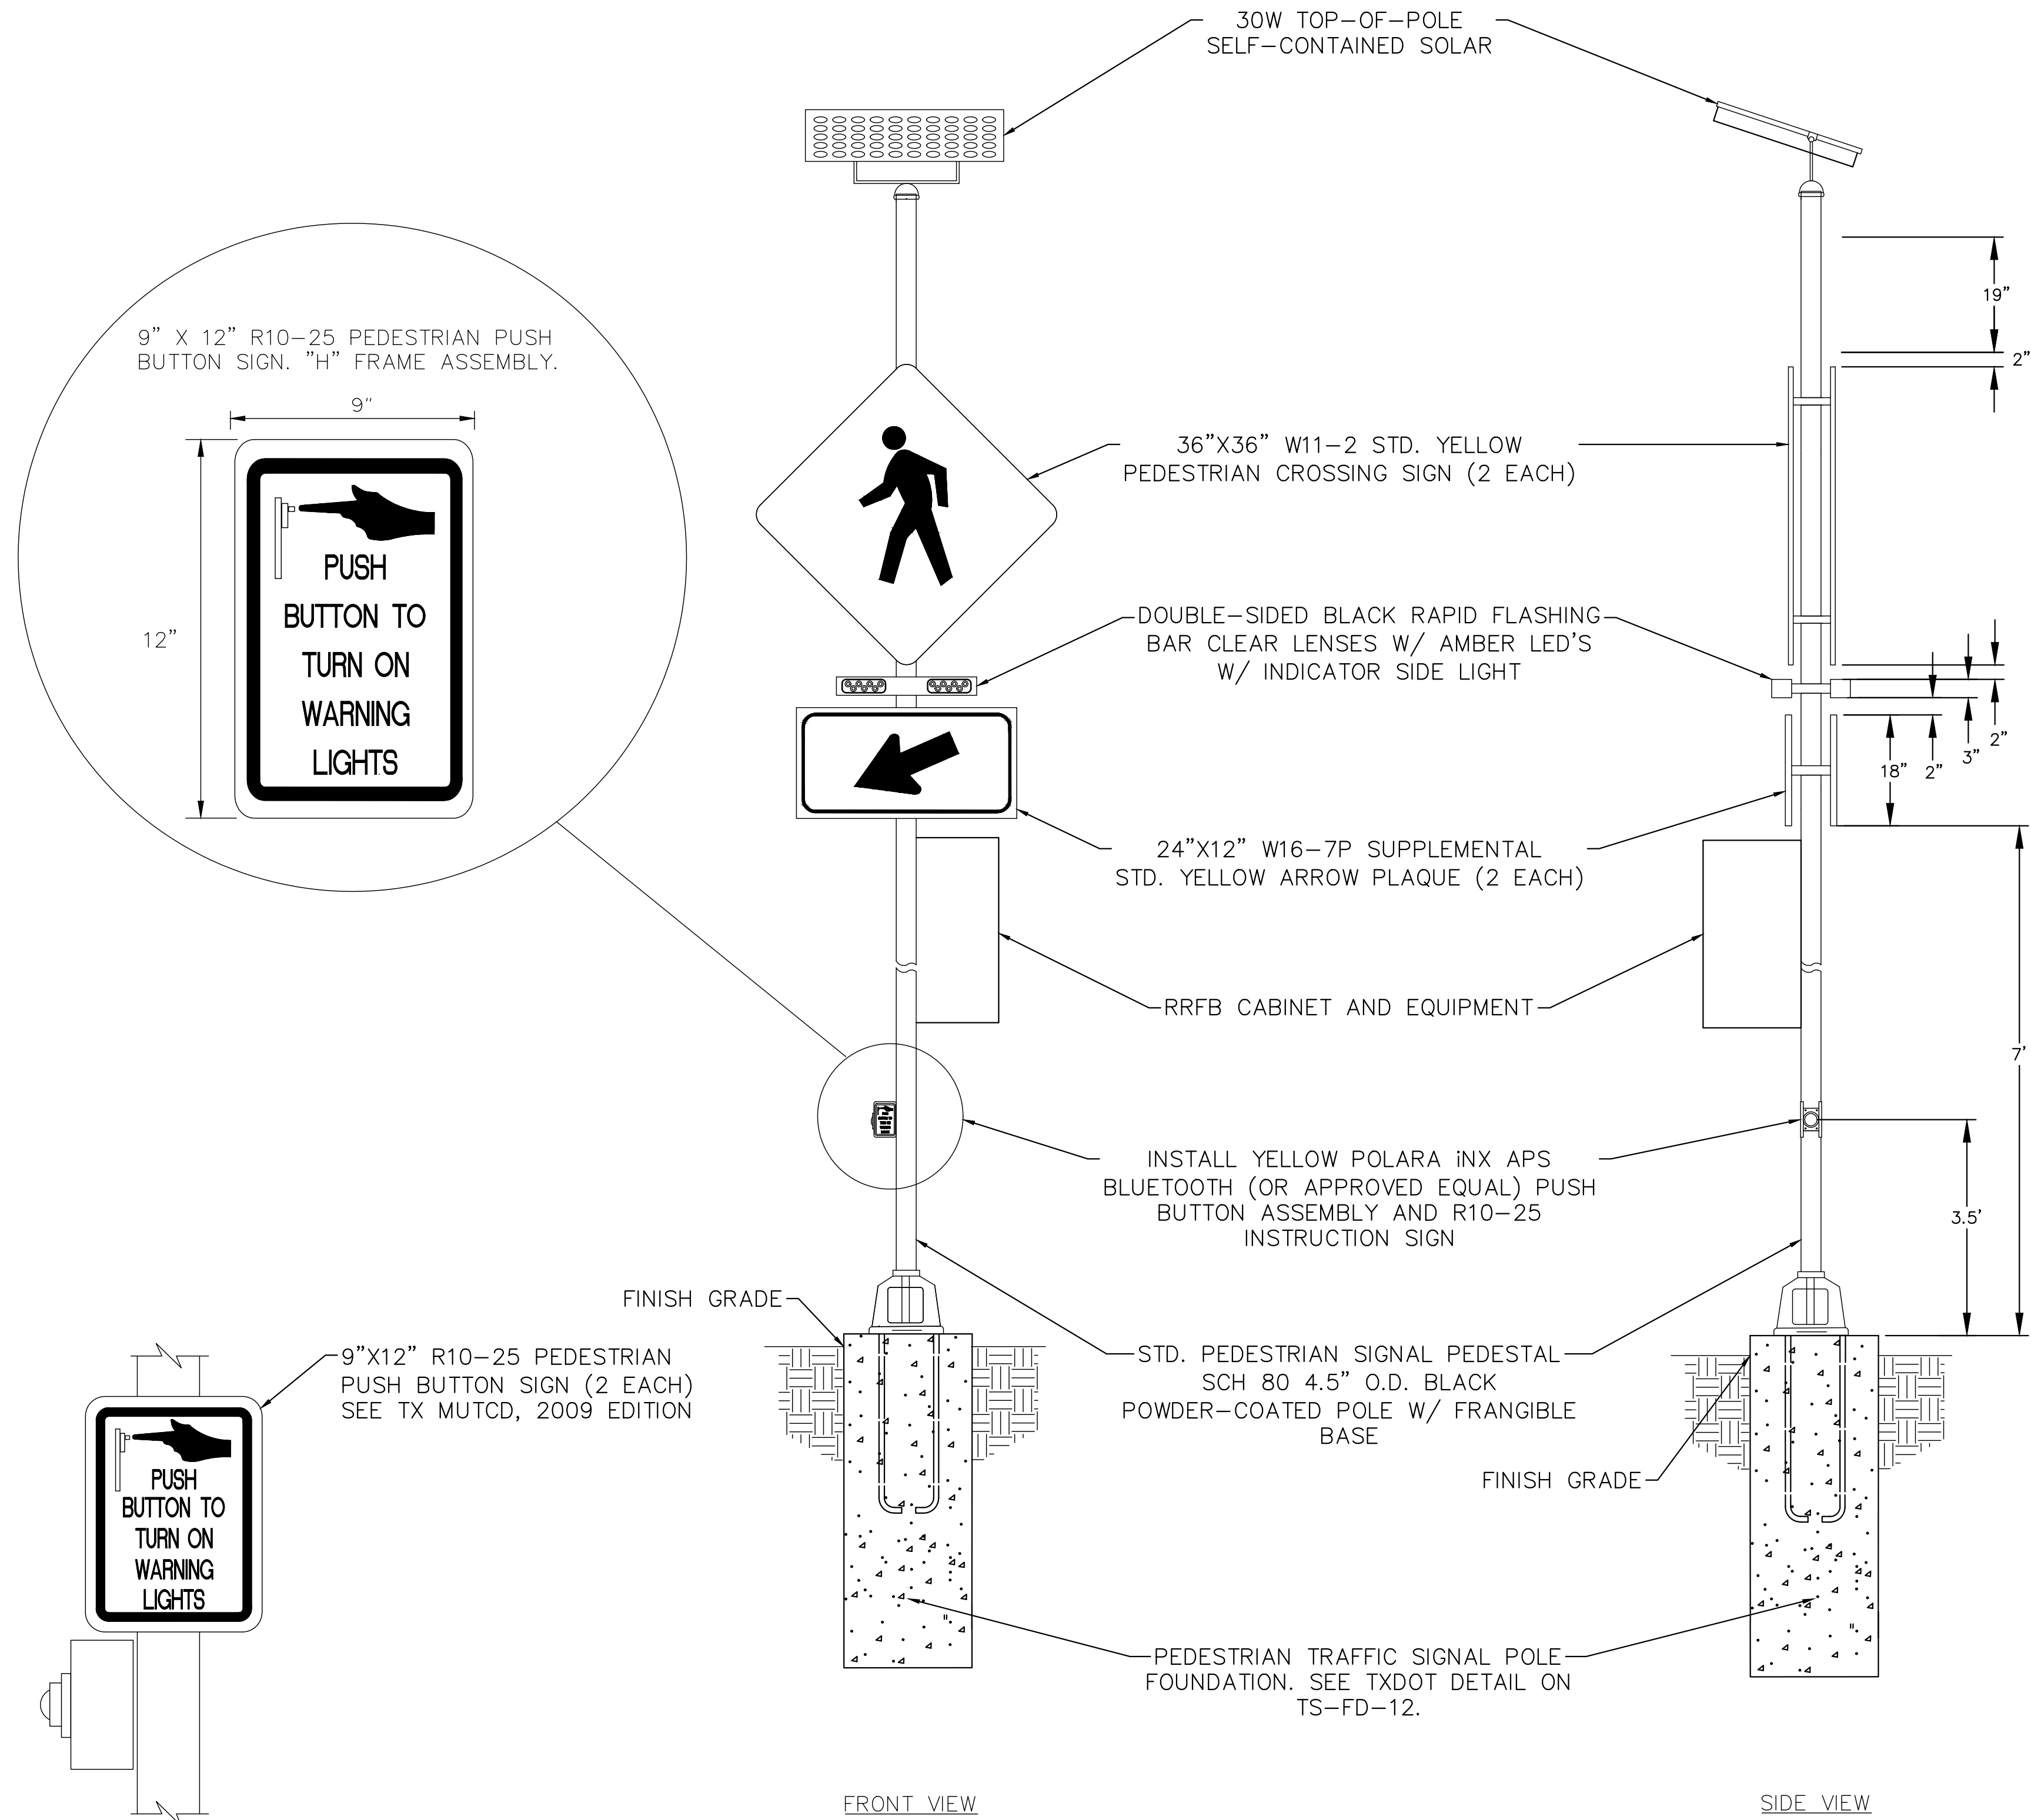 30W TOP-OF-POLE
SELF-CONTAINED SOLAR
19"
2"
9" X 12" R10-25 PEDESTRIAN PUSH
BUTTON SIGN. "H" FRAME ASSEMBLY.
9"
12"
PUSH
BUTTON TO
TURN ON
WARNING
LIGHTS
36"X36" W11-2 STD. YELLOW
PEDESTRIAN CROSSING SIGN (2 EACH)
DOUBLE-SIDED BLACK RAPID FLASHING
BAR CLEAR LENSES W/ AMBER LED'S
W/ INDICATOR SIDE LIGHT
2"
3"
2"
18"
24"X12" W16-7P SUPPLEMENTAL
STD. YELLOW ARROW PLAQUE (2 EACH)
RRFB CABINET AND EQUIPMENT
7'
INSTALL YELLOW POLARA iNX APS
BLUETOOTH (OR APPROVED EQUAL) PUSH
BUTTON ASSEMBLY AND R10-25
INSTRUCTION SIGN
3.5'
FINISH GRADE
STD. PEDESTRIAN SIGNAL PEDESTAL
SCH 80 4.5" O.D. BLACK
POWDER-COATED POLE W/ FRANGIBLE
BASE
FINISH GRADE
9"X12" R10-25 PEDESTRIAN
PUSH BUTTON SIGN (2 EACH)
SEE TX MUTCD, 2009 EDITION
PUSH
BUTTON TO
TURN ON
WARNING
LIGHTS
"
"
PEDESTRIAN TRAFFIC SIGNAL POLE
FOUNDATION. SEE TXDOT DETAIL ON
TS-FD-12.
FRONT VIEW
SIDE VIEW